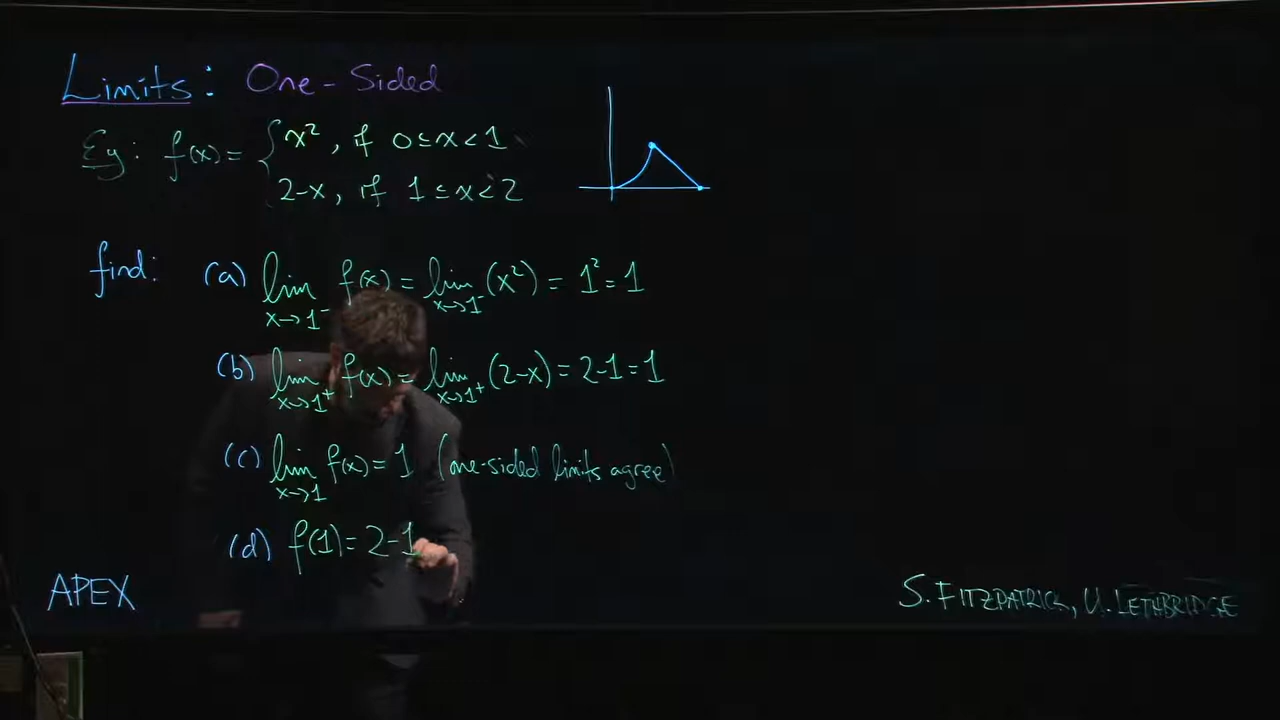 Limits: One-Sided
Eg: f(x) = { x², if 0 ≤ x < 1
2-x, if 1 ≤ x < 2
find: (a) lim x→1⁻ f(x) = lim x→1⁻ (x²) = 1² = 1
(b) lim x→1⁺ f(x) = lim x→1⁺ (2-x) = 2-1 = 1
(c) lim x→1 f(x) = 1 (one-sided limits agree)
(d) f(1) = 2-1
APEX
S. FITZPATRICK, U. LETHBRIDGE